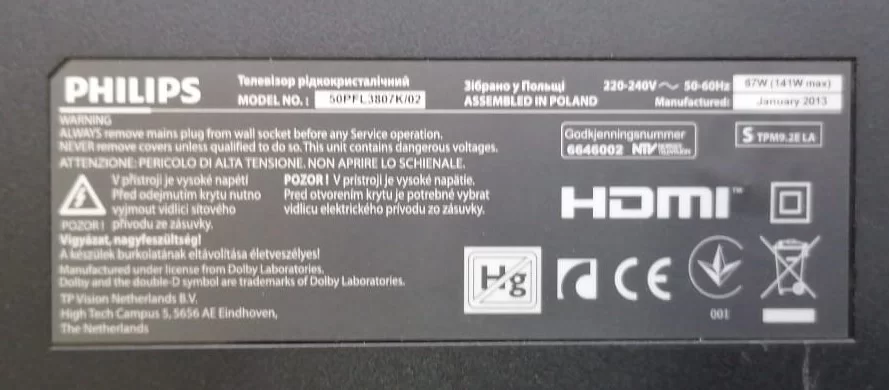 PHILIPS
Телевізор рідкокристалічний
MODEL NO.: 50PFL3807K/02
Зібрано у Польщі
ASSEMBLED IN POLAND
220-240V ~ 50-60Hz 67W (141W max)
Manufactured: January 2013
WARNING
ALWAYS remove mains plug from wall socket before any Service operation.
NEVER remove covers unless qualified to do so. This unit contains dangerous voltages.
ATTENZIONE: PERICOLO DI ALTA TENSIONE. NON APRIRE LO SCHIENALE.
Godkjenningsnummer
6646002 NTV
S TPM9.2E LA
V přístroji je vysoké napětí
Před odejmutím krytu nutno
vyjmout vidlici síťového
POZOR! přívodu ze zásuvky.
POZOR! V prístroji je vysoké napätie.
Pred otvorením krytu je potrebné vybrat
vidlicu elektrického prívodu zo zásuvky.
Vigyázat, nagyfeszültség!
A készülék burkolatának eltávolítása életveszélyes!
Manufactured under license from Dolby Laboratories.
Dolby and the double-D symbol are trademarks of Dolby Laboratories.
TP Vision Netherlands B.V.
High Tech Campus 5, 5656 AE Eindhoven,
The Netherlands
HDMI™
Hg
CE
001